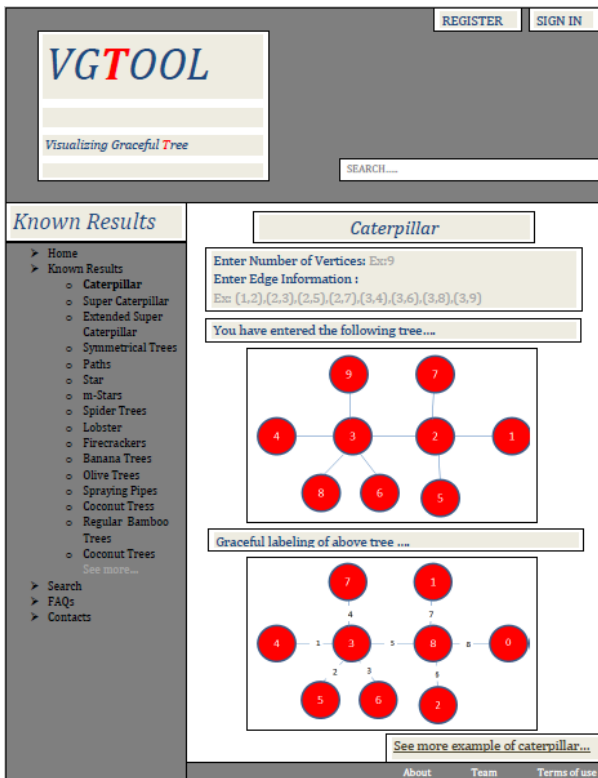 REGISTER
SIGN IN
VGTOOL
Visualizing Graceful Tree
SEARCH.....
Known Results
Home
Known Results
Caterpillar
Super Caterpillar
Extended Super
Caterpillar
Symmetrical Trees
Paths
Star
m-Stars
Spider Trees
Lobster
Firecrackers
Banana Trees
Olive Trees
Spraying Pipes
Coconut Tress
Regular Bamboo
Trees
Coconut Trees
See more...
Search
FAQs
Contacts
Caterpillar
Enter Number of Vertices: Ex:9
Enter Edge Information :
Ex: (1,2),(2,3),(2,5),(2,7),(3,4),(3,6),(3,8),(3,9)
You have entered the following tree....
9 7
4 3 2 1
8 6 5
Graceful labeling of above tree ....
7 1
4 7
4 1 3 5 8 8 0
2 3 6
5 6 2
See more example of caterpillar...
About Team Terms of use